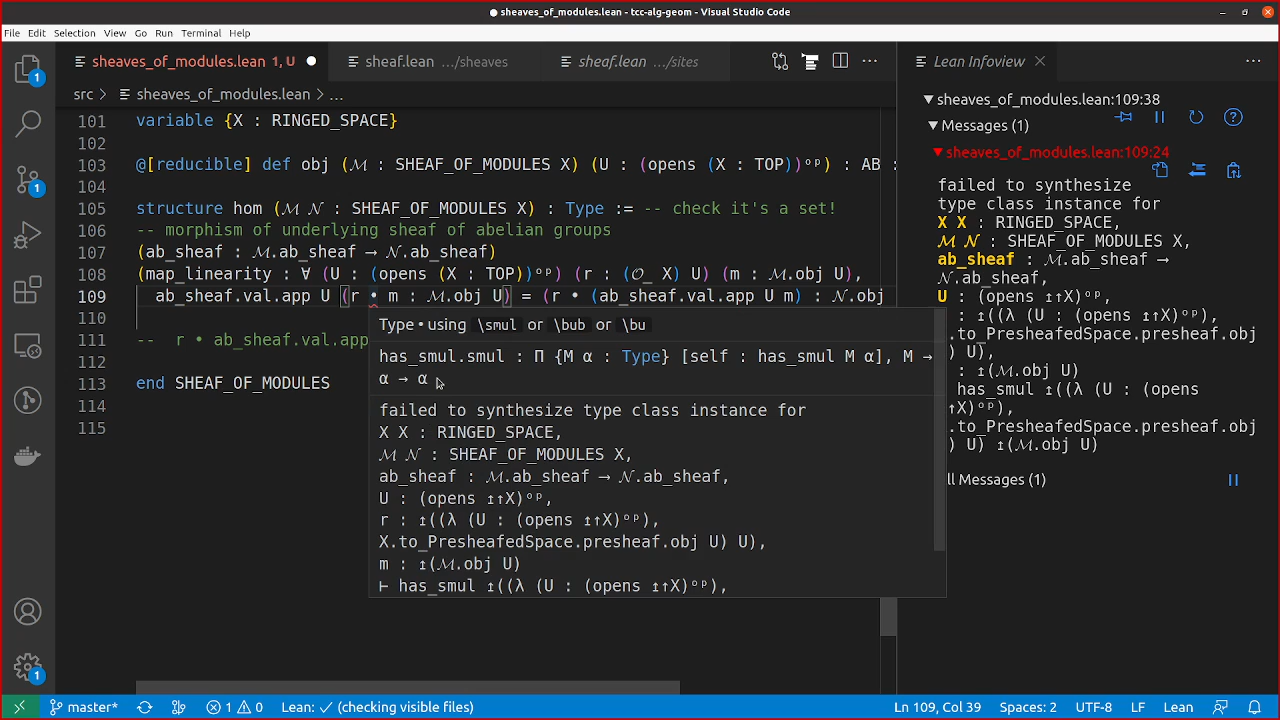 ● sheaves_of_modules.lean - tcc-alg-geom - Visual Studio Code
File Edit Selection View Go Run Terminal Help
sheaves_of_modules.lean 1, U ●
sheaf.lean .../sheaves
sheaf.lean .../sites
Lean Infoview
src > sheaves_of_modules.lean > ...
101 variable {X : RINGED_SPACE}
102
103 @[reducible] def obj (ℳ : SHEAF_OF_MODULES X) (U : (opens (X : TOP))ᵒᵖ) : AB :
104
105 structure hom (ℳ 𝒩 : SHEAF_OF_MODULES X) : Type := -- check it's a set!
-- morphism of underlying sheaf of abelian groups
107 (ab_sheaf : ℳ.ab_sheaf ⟶ 𝒩.ab_sheaf)
108 (map_linearity : ∀ (U : (opens (X : TOP))ᵒᵖ) (r : (𝒪_ X) U) (m : ℳ.obj U),
109 ab_sheaf.val.app U (r • m : ℳ.obj U) = (r • (ab_sheaf.val.app U m) : 𝒩.obj
110
111 -- r • ab_sheaf.val.app
112
113 end SHEAF_OF_MODULES
114
115
Type • using \smul or \bub or \bu
has_smul.smul : Π {M α : Type} [self : has_smul M α], M →
α → α
failed to synthesize type class instance for
X X : RINGED_SPACE,
ℳ 𝒩 : SHEAF_OF_MODULES X,
ab_sheaf : ℳ.ab_sheaf ⟶ 𝒩.ab_sheaf,
U : (opens ↥↑X)ᵒᵖ,
r : ↥((λ (U : (opens ↥↑X)ᵒᵖ),
X.to_PresheafedSpace.presheaf.obj U) U),
m : ↥(ℳ.obj U)
⊢ has_smul ↥((λ (U : (opens ↥↑X)ᵒᵖ),
sheaves_of_modules.lean:109:38
Messages (1)
sheaves_of_modules.lean:109:24
failed to synthesize
type class instance for
X X : RINGED_SPACE,
ℳ 𝒩 : SHEAF_OF_MODULES X,
ab_sheaf : ℳ.ab_sheaf ⟶
𝒩.ab_sheaf,
U : (opens ↥↑X)ᵒᵖ,
: ↥((λ (U : (opens ↥↑X)ᵒᵖ),
.to_PresheafedSpace.presheaf.obj
) U),
: ↥(ℳ.obj U)
has_smul ↥((λ (U : (opens
↥↑X)ᵒᵖ),
.to_PresheafedSpace.presheaf.obj
) U) ↥(ℳ.obj U)
ll Messages (1)
master* 1 0 Lean: ✓ (checking visible files) Ln 109, Col 39 Spaces: 2 UTF-8 LF Lean